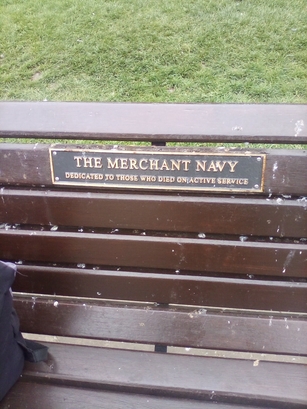 THE MERCHANT NAVY
DEDICATED TO THOSE WHO DIED ON ACTIVE SERVICE